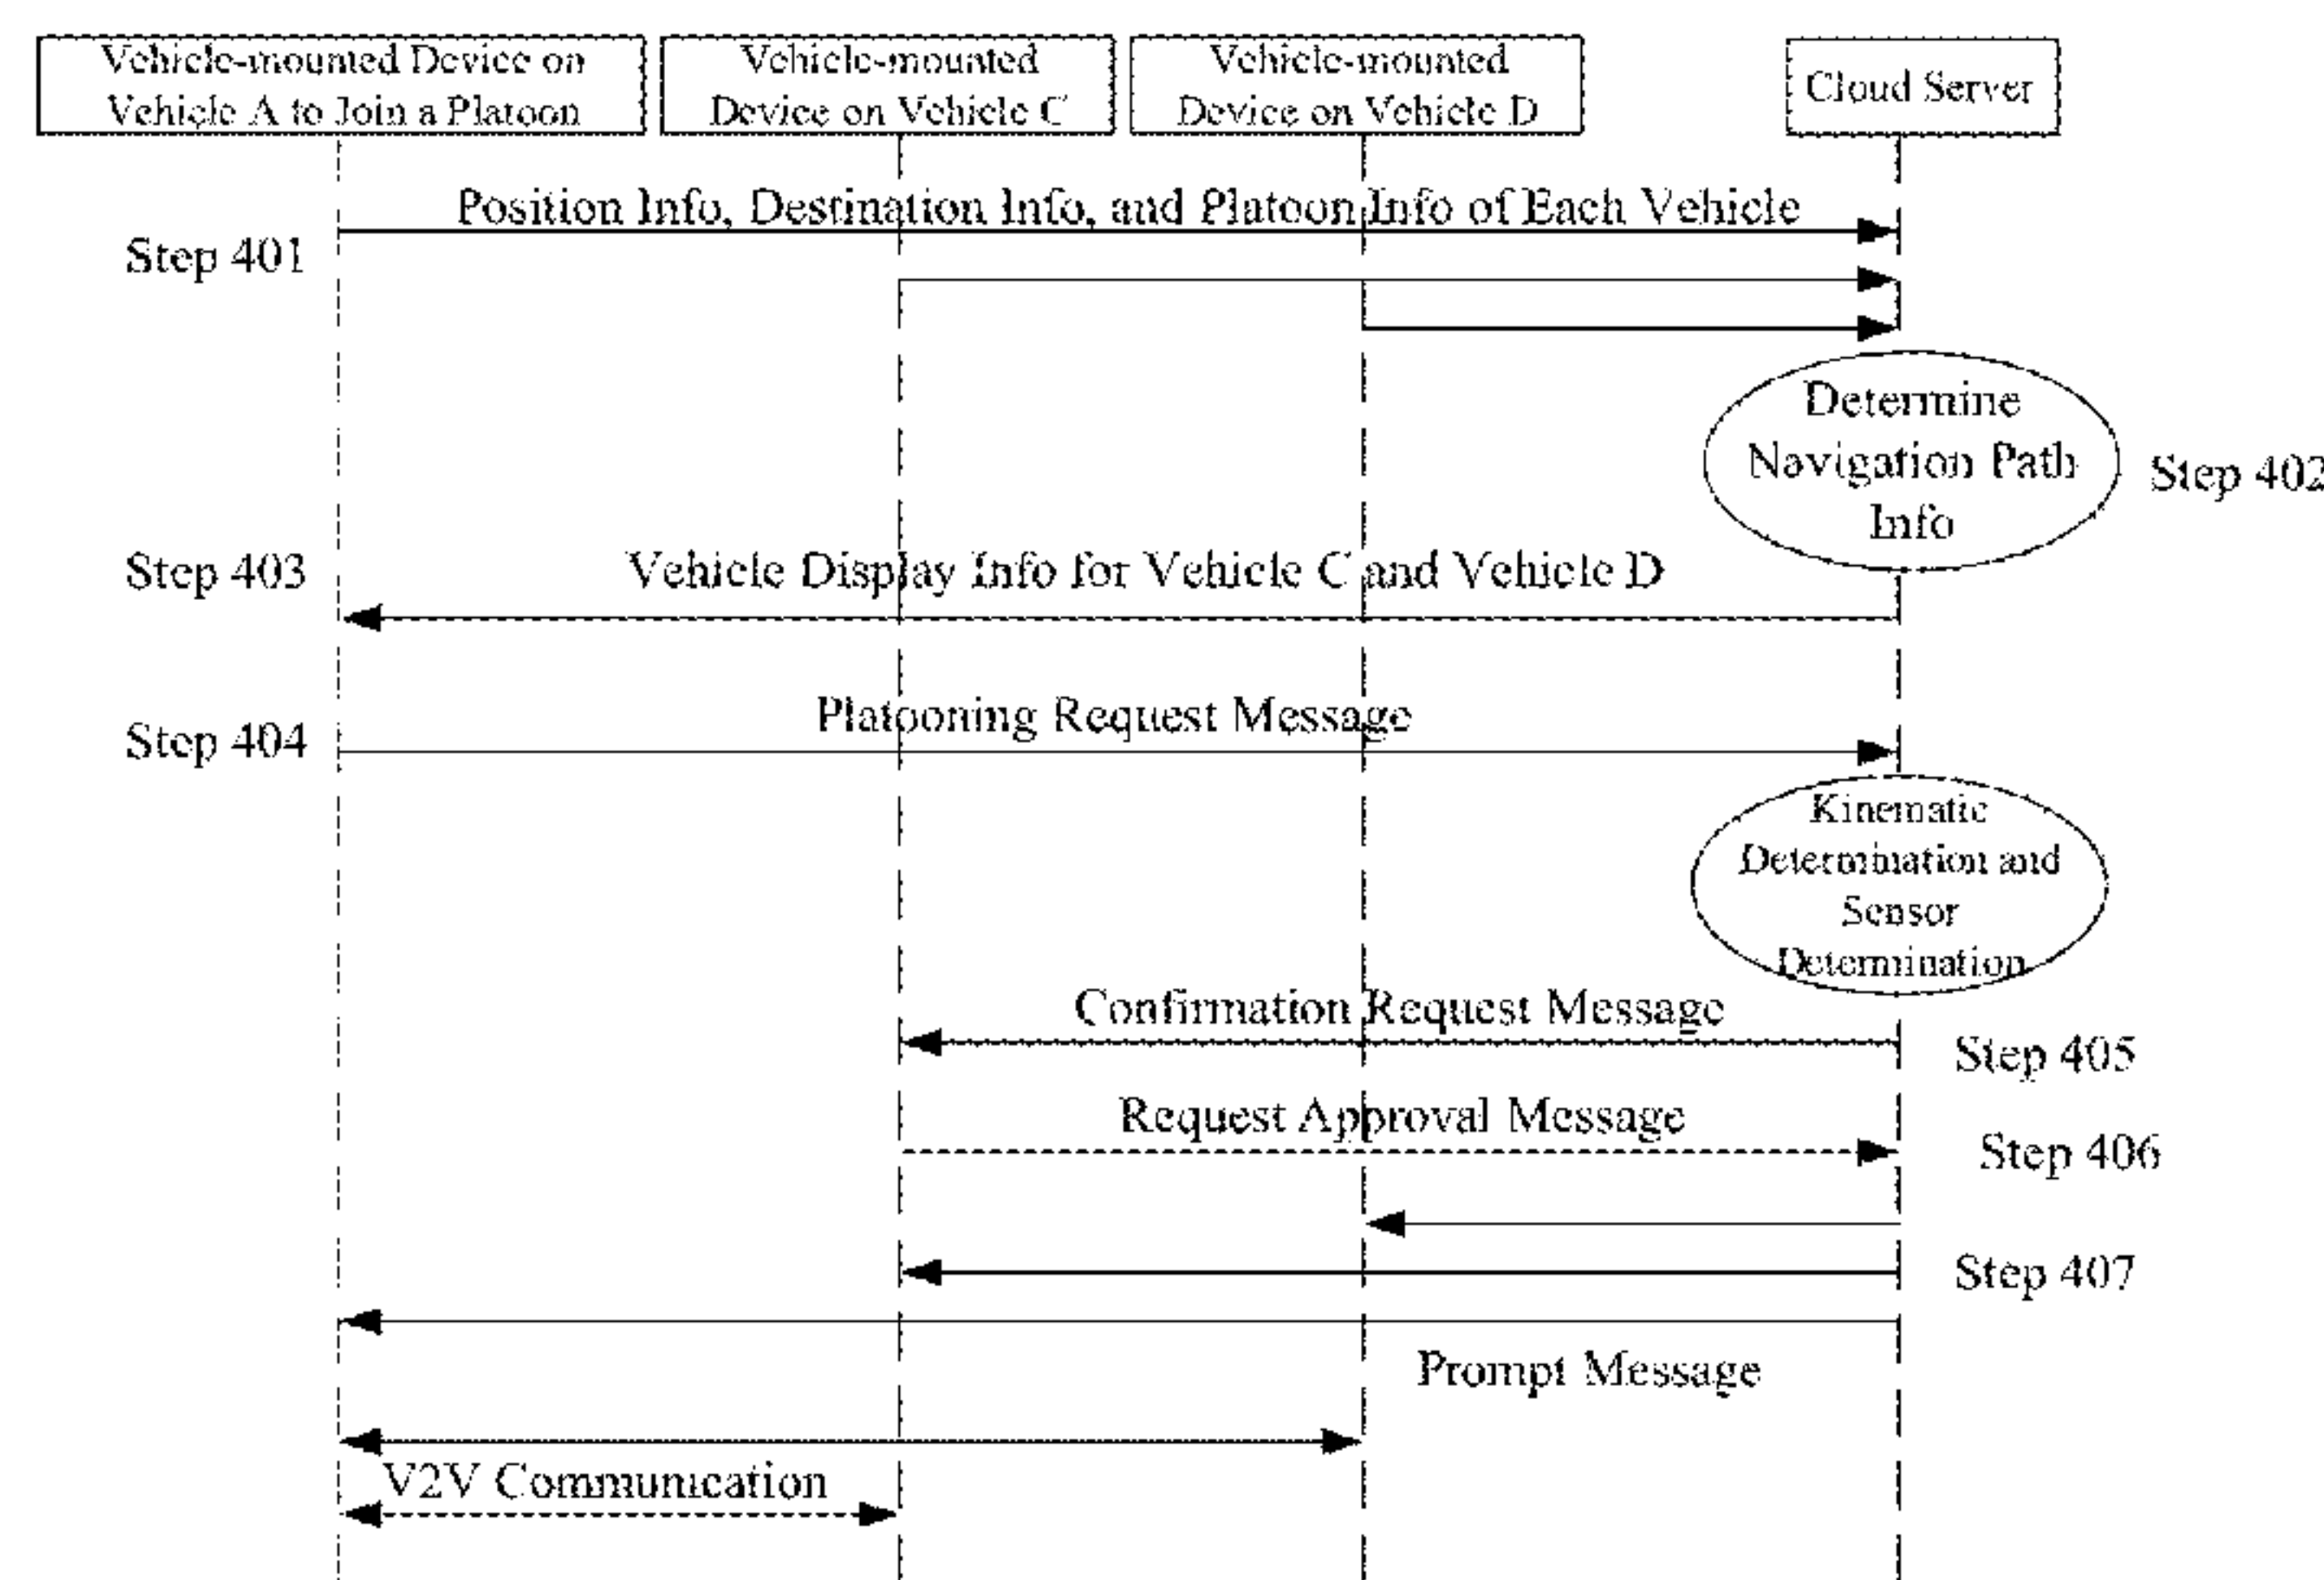 Vehicle-mounted Device on
Vehicle A to Join a Platoon
Vehicle-mounted
Device on Vehicle C
Vehicle-mounted
Device on Vehicle D
Cloud Server
Position Info, Destination Info, and Platoon Info of Each Vehicle
Step 401
Determine
Navigation Path
Info
Step 402
Step 403
Vehicle Display Info for Vehicle C and Vehicle D
Platooning Request Message
Step 404
Kinematic
Determination and
Sensor
Determination
Confirmation Request Message
Step 405
Request Approval Message
Step 406
Step 407
Prompt Message
V2V Communication